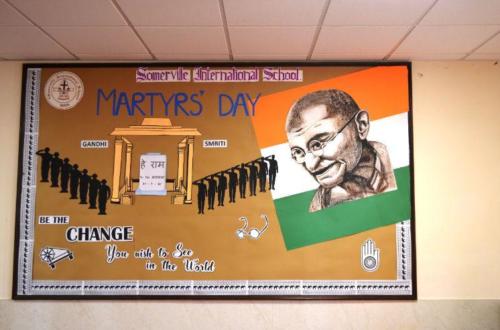 Somerville International School
MARTYRS' DAY
GANDHI
SMRITI
हे राम
BE THE
CHANGE
You wish to See
in the World